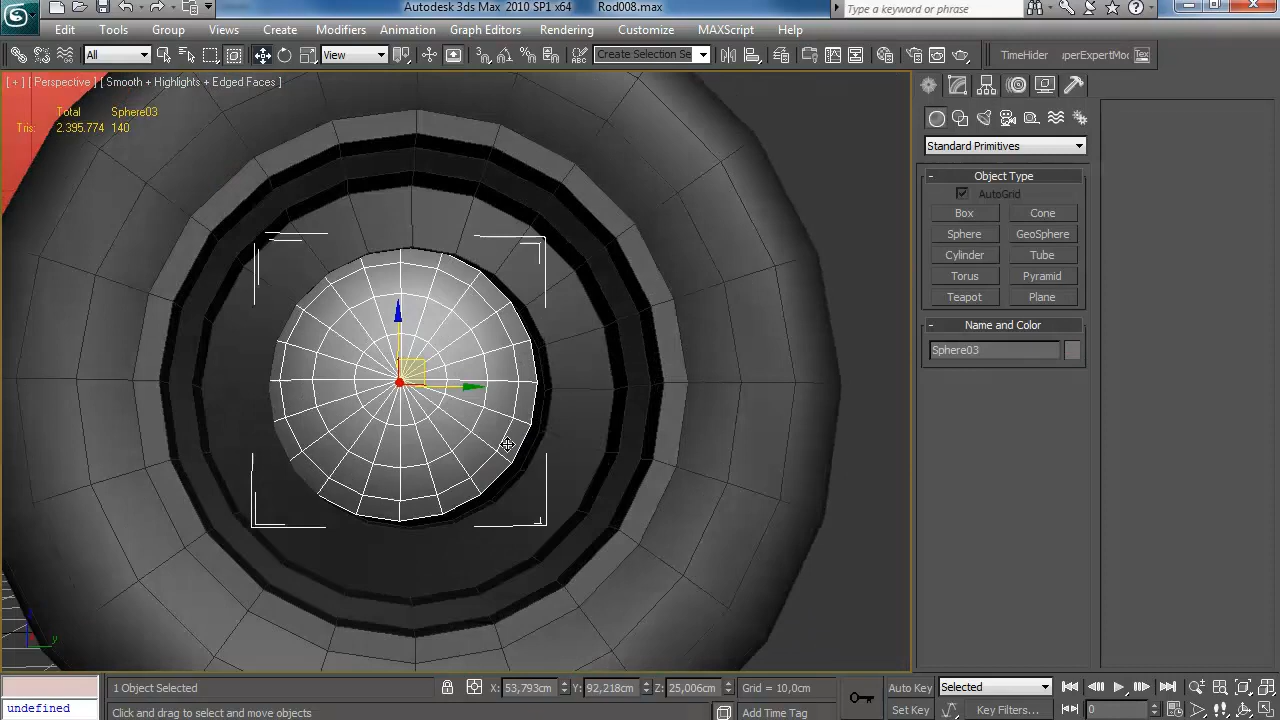 Autodesk 3ds Max 2010 SP1 x64 Rod008.max
Type a keyword or phrase
Edit Tools Group Views Create Modifiers Animation Graph Editors Rendering Customize MAXScript Help
All View Create Selection Se TimeHider perExpertMod
[ + ] [ Perspective ] [ Smooth + Highlights + Edged Faces ]
Total Sphere03
Tris: 2.395.774 140
Standard Primitives
- Object Type
AutoGrid
Box Cone
Sphere GeoSphere
Cylinder Tube
Torus Pyramid
Teapot Plane
- Name and Color
Sphere03
y
1 Object Selected X: 53,793cm Y: 92,218cm Z: 25,006cm Grid = 10,0cm Auto Key Selected
undefined Click and drag to select and move objects Add Time Tag Set Key Key Filters... 0